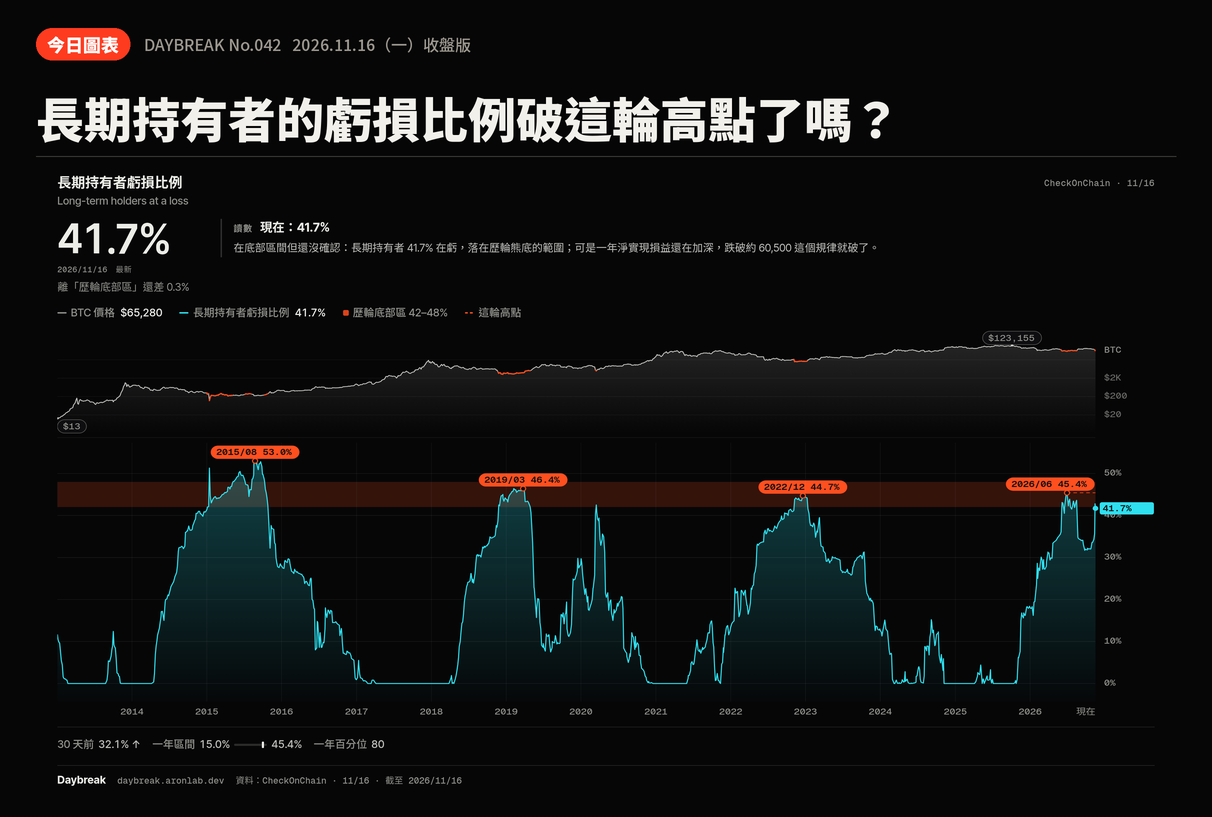 今日圖表 DAYBREAK No.042 2026.11.16（一）收盤版
長期持有者的虧損比例破這輪高點了嗎？
長期持有者虧損比例 CheckOnChain · 11/16
Long-term holders at a loss
41.7% 讀數 現在：41.7%
在底部區間但還沒確認：長期持有者 41.7% 在虧，落在歷輪熊底的範圍；可是一年淨實現損益還在加深，跌破約 60,500 這個規律就破了。
2026/11/16 最新
離「歷輪底部區」還差 0.3%
BTC 價格 $65,280 長期持有者虧損比例 41.7% 歷輪底部區 42–48% 這輪高點
$123,155
BTC
$2K
$200
$20
$13
2015/08 53.0%
2019/03 46.4%
2022/12 44.7%
2026/06 45.4%
50%
41.7%
40%
30%
20%
10%
0%
2014 2015 2016 2017 2018 2019 2020 2021 2022 2023 2024 2025 2026 現在
30 天前 32.1% ↑ 一年區間 15.0% 45.4% 一年百分位 80
Daybreak daybreak.aronlab.dev 資料：CheckOnChain · 11/16 · 截至 2026/11/16